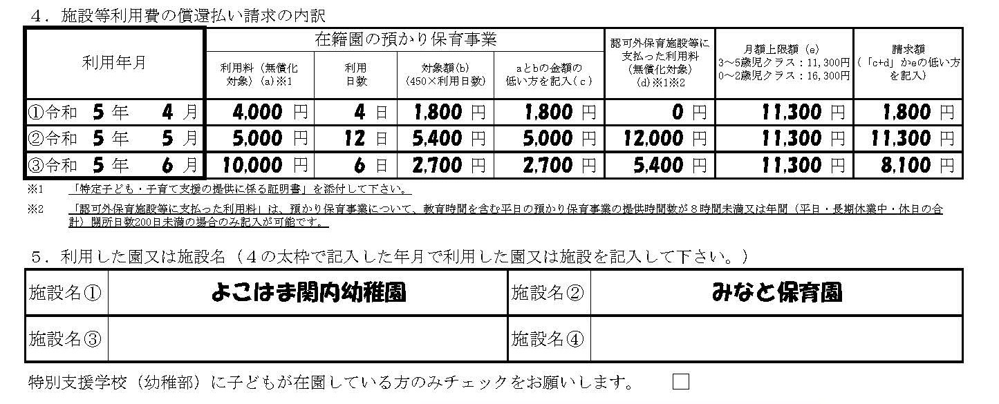 ４．施設等利用費の償還払い請求の内訳
利用年月
在籍園の預かり保育事業
利用料（無償化
対象）(a)※1
利用
日数
対象額(b)
(450×利用日数)
aとbの金額の
低い方を記入(c)
認可外保育施設等に
支払った利用料
(無償化対象)
(d)※1※2
月額上限額（e）
3～5歳児クラス：11,300円
0～2歳児クラス：16,300円
請求額
(「c+d」かeの低い方
を記入)
①令和 5 年 4 月 4,000 円 4 日 1,800 円 1,800 円 0 円 11,300 円 1,800 円
②令和 5 年 5 月 5,000 円 12 日 5,400 円 5,000 円 12,000 円 11,300 円 11,300 円
③令和 5 年 6 月 10,000 円 6 日 2,700 円 2,700 円 5,400 円 11,300 円 8,100 円
※1 「特定子ども・子育て支援の提供に係る証明書」を添付して下さい。
※2 「認可外保育施設等に支払った利用料」は、預かり保育事業について、教育時間を含む平日の預かり保育事業の提供時間数が８時間未満又は年間（平日・長期休業中・休日の合
計）開所日数200日未満の場合のみ記入が可能です。
５．利用した園又は施設名（４の太枠で記入した年月で利用した園又は施設を記入して下さい。）
施設名① よこはま関内幼稚園 施設名② みなと保育園
施設名③ 施設名④
特別支援学校（幼稚部）に子どもが在園している方のみチェックをお願いします。 □